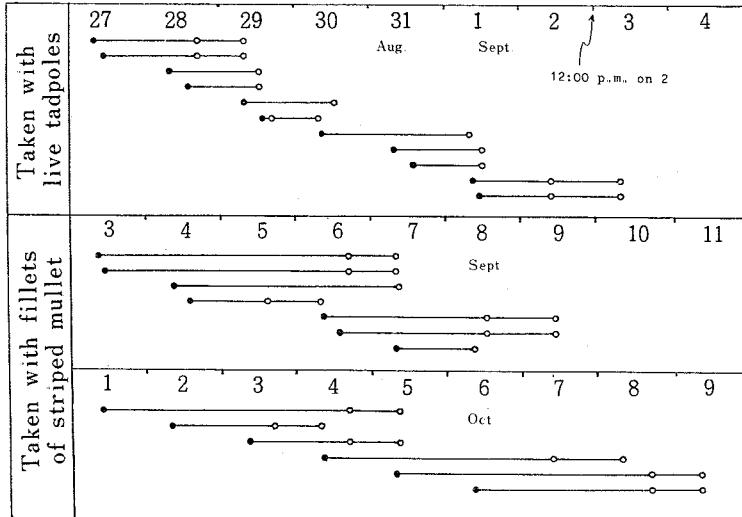 Taken with
live tadpoles
27 28 29 30 31 1 2 3 4
Aug. Sept.
12:00 p.m. on 2
Taken with fillets
of striped mullet
3 4 5 6 7 8 9 10 11
Sept
1 2 3 4 5 6 7 8 9
Oct